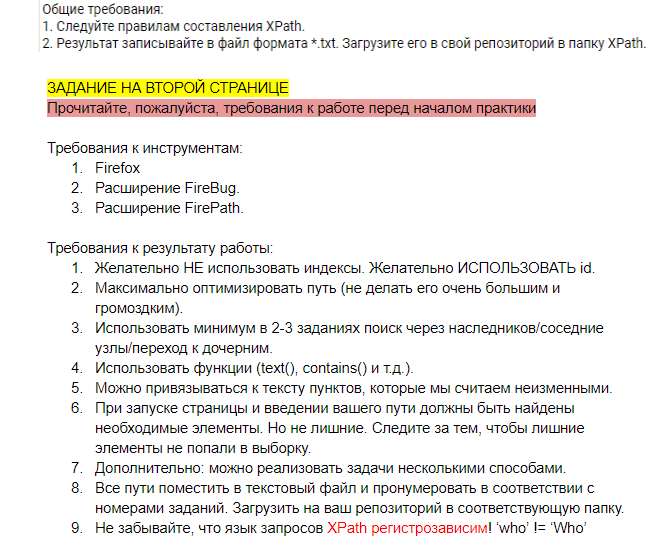 Общие требования:
1. Следуйте правилам составления XPath.
2. Результат записывайте в файл формата *.txt. Загрузите его в свой репозиторий в папку XPath.
ЗАДАНИЕ НА ВТОРОЙ СТРАНИЦЕ
Прочитайте, пожалуйста, требования к работе перед началом практики
Требования к инструментам:
1. Firefox
2. Расширение FireBug.
3. Расширение FirePath.
Требования к результату работы:
1. Желательно НЕ использовать индексы. Желательно ИСПОЛЬЗОВАТЬ id.
2. Максимально оптимизировать путь (не делать его очень большим и
громоздким).
3. Использовать минимум в 2-3 заданиях поиск через наследников/соседние
узлы/переход к дочерним.
4. Использовать функции (text(), contains() и т.д.).
5. Можно привязываться к тексту пунктов, которые мы считаем неизменными.
6. При запуске страницы и введении вашего пути должны быть найдены
необходимые элементы. Но не лишние. Следите за тем, чтобы лишние
элементы не попали в выборку.
7. Дополнительно: можно реализовать задачи несколькими способами.
8. Все пути поместить в текстовый файл и пронумеровать в соответствии с
номерами заданий. Загрузить на ваш репозиторий в соответствующую папку.
9. Не забывайте, что язык запросов XPath регистрозависим! ‘who’ != ‘Who’